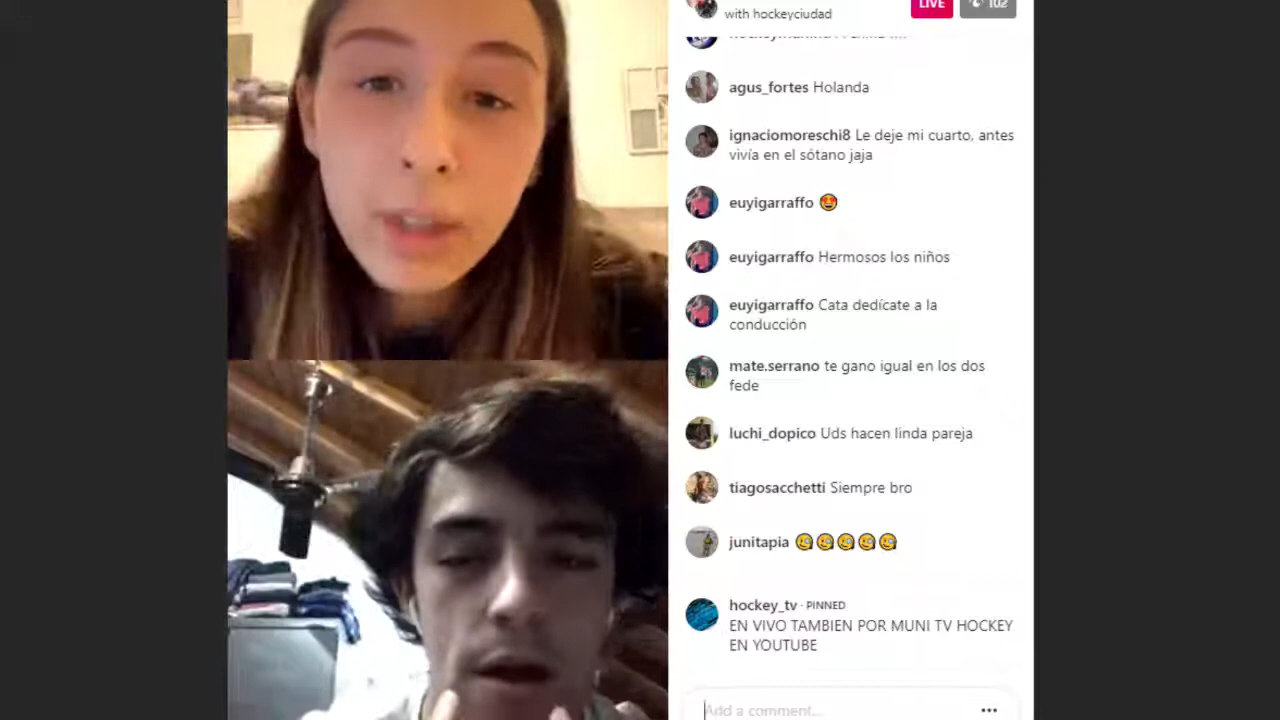 with hockeyciudad
LIVE
102
agus_fortes Holanda
ignaciomoreschi8 Le deje mi cuarto, antes
vivía en el sótano jaja
euyigarraffo
euyigarraffo Hermosos los niños
euyigarraffo Cata dedícate a la
conducción
mate.serrano te gano igual en los dos
fede
luchi_dopico Uds hacen linda pareja
tiagosacchetti Siempre bro
junitapia
hockey_tv · PINNED
EN VIVO TAMBIEN POR MUNI TV HOCKEY
EN YOUTUBE
Add a comment...